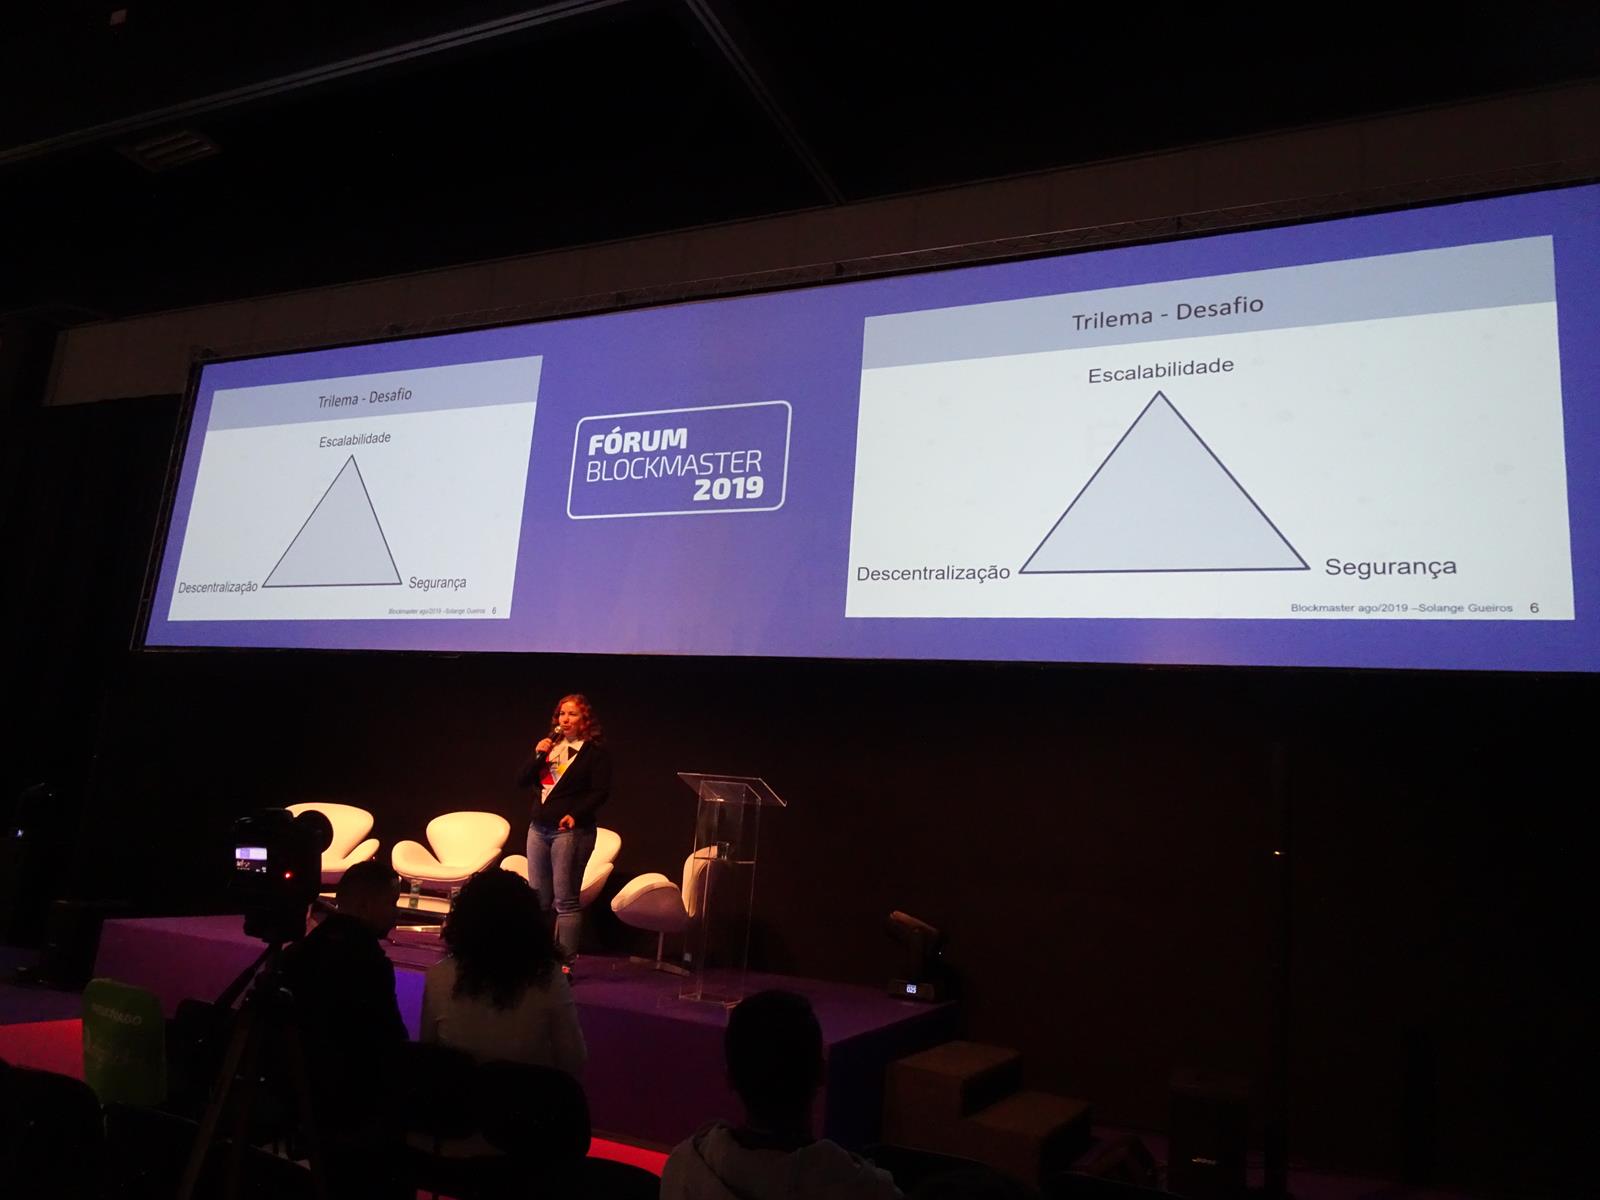 Trilema - Desafio
Escalabilidade
Descentralização
Segurança
Blockmaster ago/2019 –Solange Gueiros 6
FÓRUM
BLOCKMASTER
2019
Trilema - Desafio
Escalabilidade
Descentralização
Segurança
Blockmaster ago/2019 –Solange Gueiros 6
025